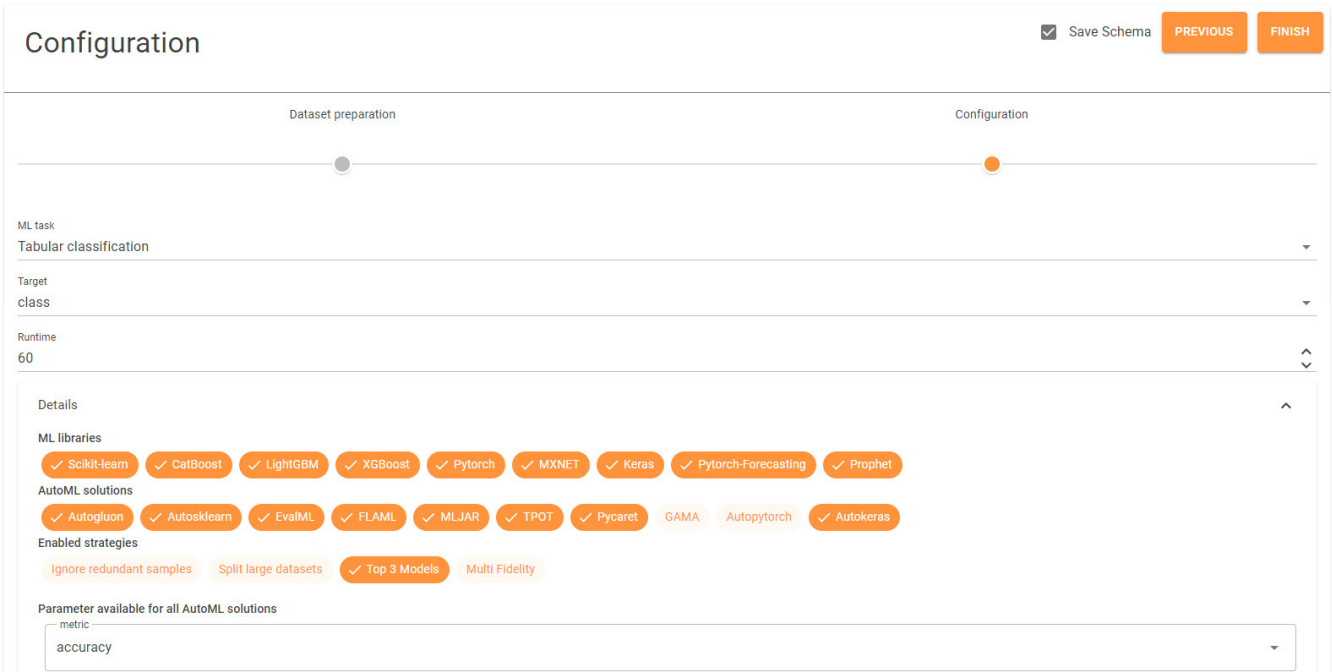 Configuration
Save Schema PREVIOUS FINISH
Dataset preparation Configuration
ML task
Tabular classification
Target
class
Runtime
60
Details
ML libraries
Scikit-learn CatBoost LightGBM XGBoost Pytorch MXNET Keras Pytorch-Forecasting Prophet
AutoML solutions
Autogluon Autosklearn EvalML FLAML MLJAR TPOT Pycaret GAMA Autopytorch Autokeras
Enabled strategies
Ignore redundant samples Split large datasets Top 3 Models Multi Fidelity
Parameter available for all AutoML solutions
metric
accuracy